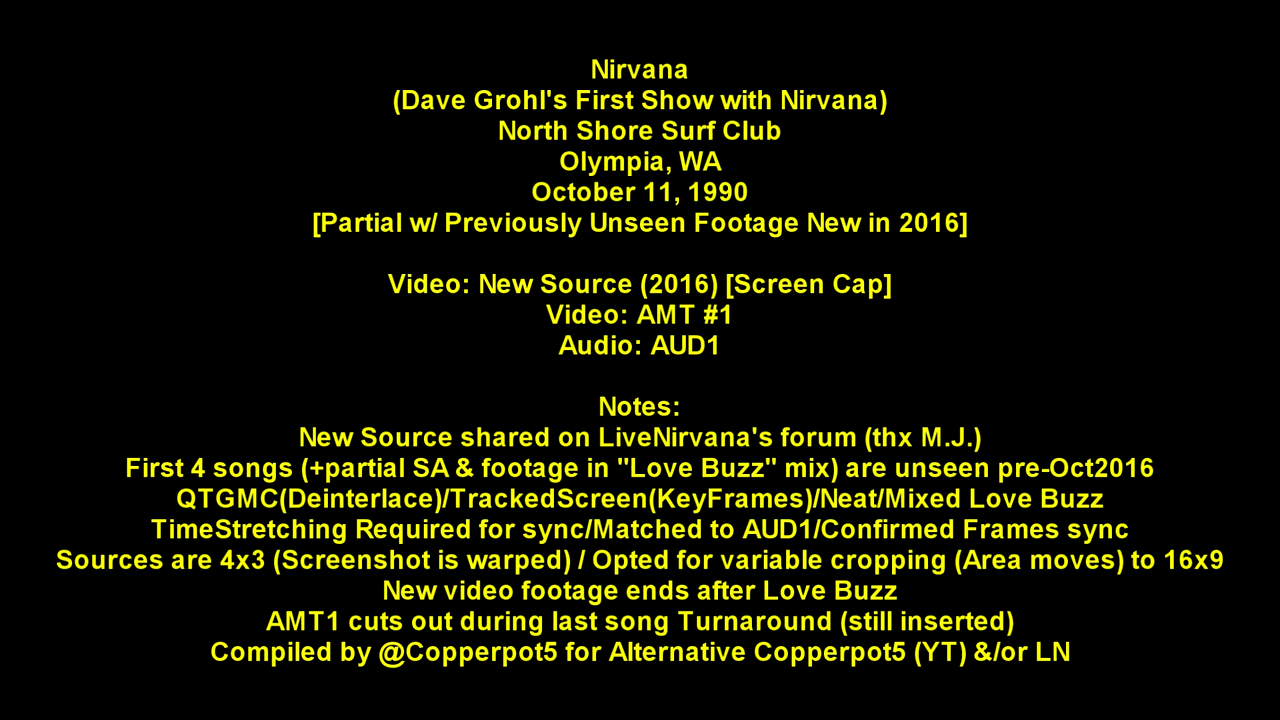 Nirvana
(Dave Grohl's First Show with Nirvana)
North Shore Surf Club
Olympia, WA
October 11, 1990
[Partial w/ Previously Unseen Footage New in 2016]
Video: New Source (2016) [Screen Cap]
Video: AMT #1
Audio: AUD1
Notes:
New Source shared on LiveNirvana's forum (thx M.J.)
First 4 songs (+partial SA & footage in "Love Buzz" mix) are unseen pre-Oct2016
QTGMC(Deinterlace)/TrackedScreen(KeyFrames)/Neat/Mixed Love Buzz
TimeStretching Required for sync/Matched to AUD1/Confirmed Frames sync
Sources are 4x3 (Screenshot is warped) / Opted for variable cropping (Area moves) to 16x9
New video footage ends after Love Buzz
AMT1 cuts out during last song Turnaround (still inserted)
Compiled by @Copperpot5 for Alternative Copperpot5 (YT) &/or LN